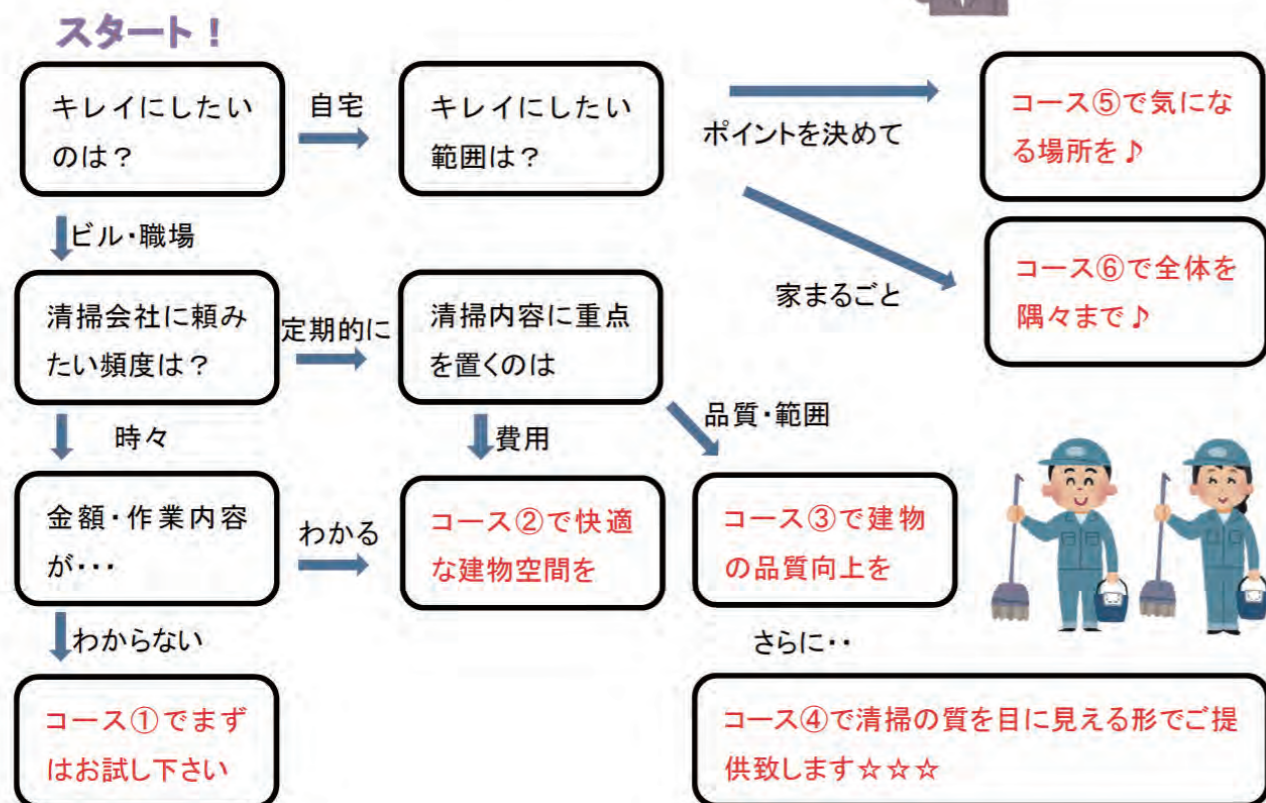 スタート！
キレイにしたい
のは？
自宅
キレイにしたい
範囲は？
ポイントを決めて
コース⑤で気にな
る場所を♪
家まるごと
コース⑥で全体を
隅々まで♪
ビル・職場
清掃会社に頼み
たい頻度は？
定期的に
清掃内容に重点
を置くのは
時々
費用
品質・範囲
金額・作業内容
が・・・
わかる
コース②で快適
な建物空間を
コース③で建物
の品質向上を
わからない
さらに・・
コース①でまず
はお試し下さい
コース④で清掃の質を目に見える形でご提
供致します☆☆☆